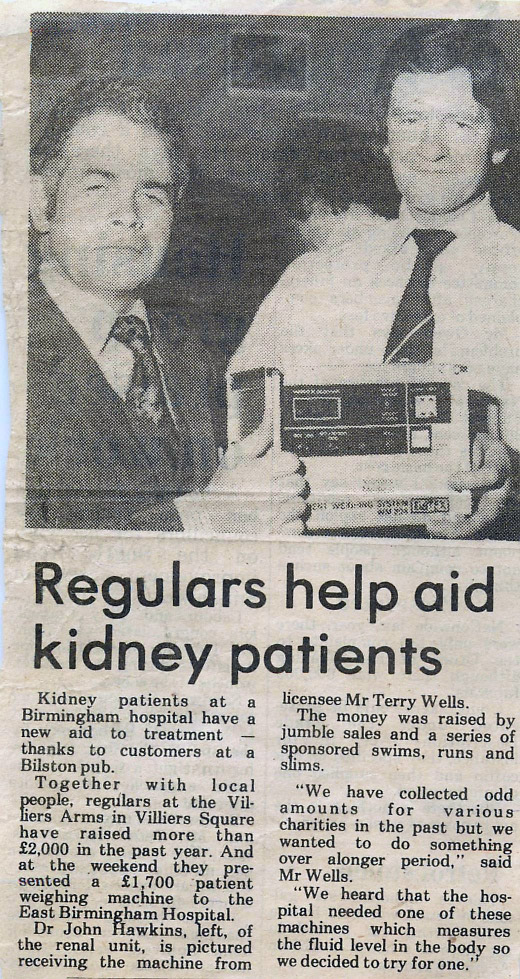 ENT WEIGHING SYSTEM
Regulars help aid
kidney patients
Kidney patients at a
Birmingham hospital have a
new aid to treatment —
thanks to customers at a
Bilston pub.
Together with local
people, regulars at the Vil-
liers Arms in Villiers Square
have raised more than
£2,000 in the past year. And
at the weekend they pre-
sented a £1,700 patient
weighing machine to the
East Birmingham Hospital.
Dr John Hawkins, left, of
the renal unit, is pictured
receiving the machine from
licensee Mr Terry Wells.
The money was raised by
jumble sales and a series of
sponsored swims, runs and
slims.
"We have collected odd
amounts for various
charities in the past but we
wanted to do something
over alonger period," said
Mr Wells.
"We heard that the hos-
pital needed one of these
machines which measures
the fluid level in the body so
we decided to try for one."